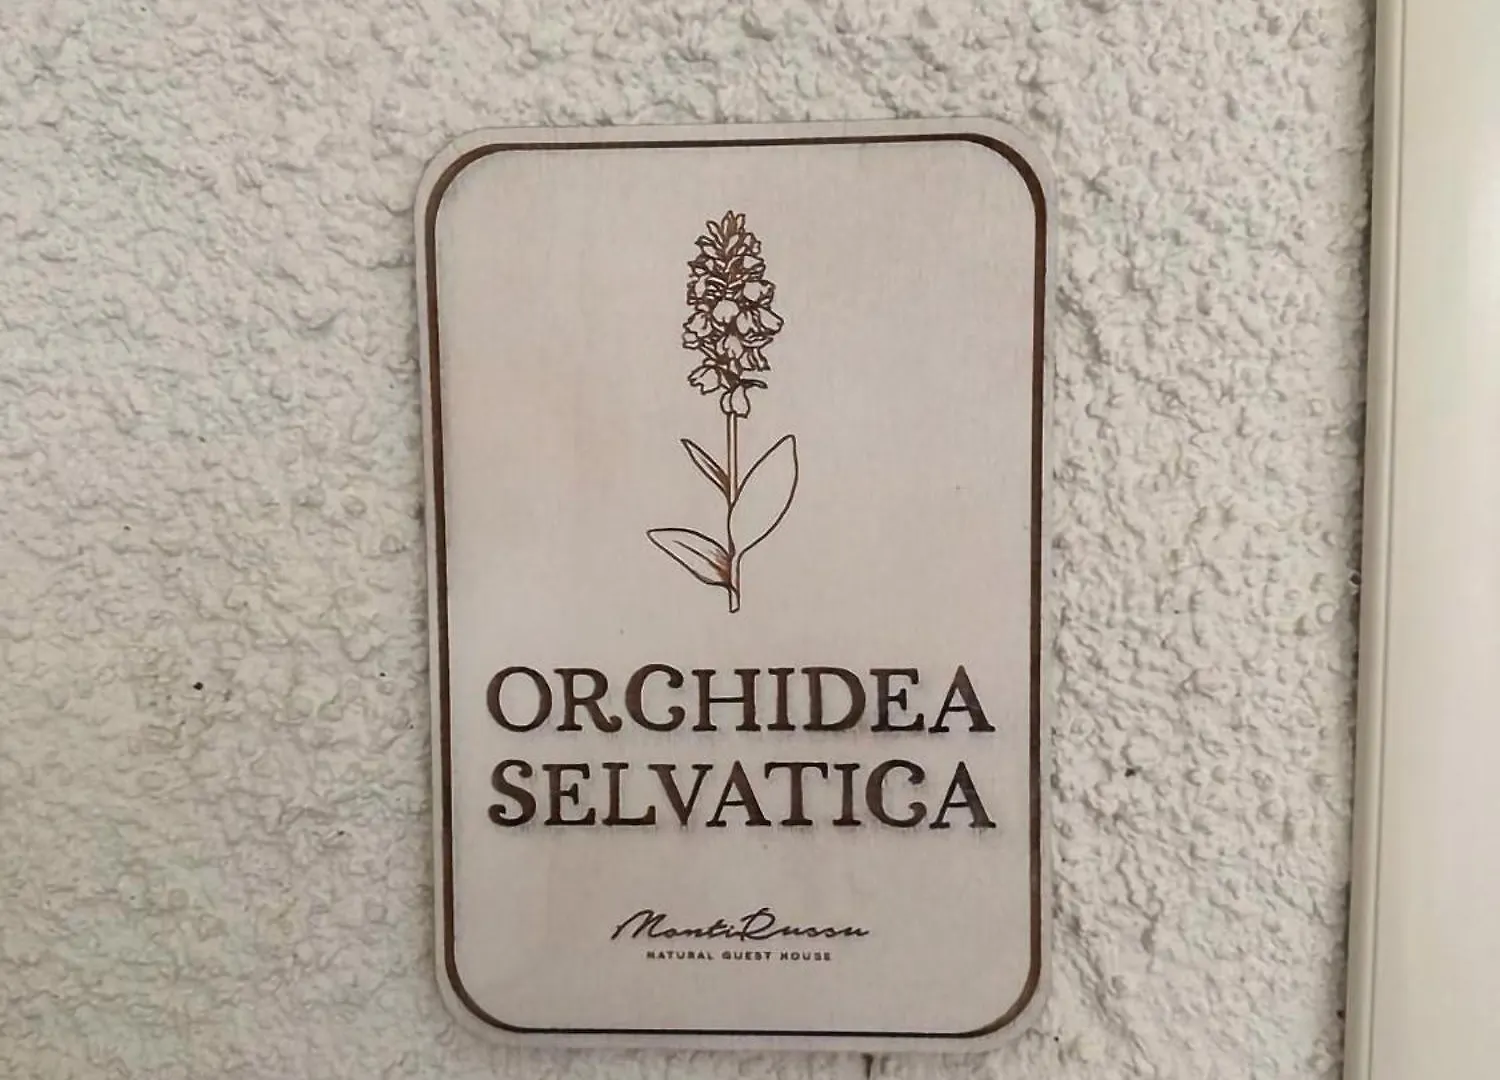 ORCHIDEA
SELVATICA
MontiRussu
NATURAL GUEST HOUSE